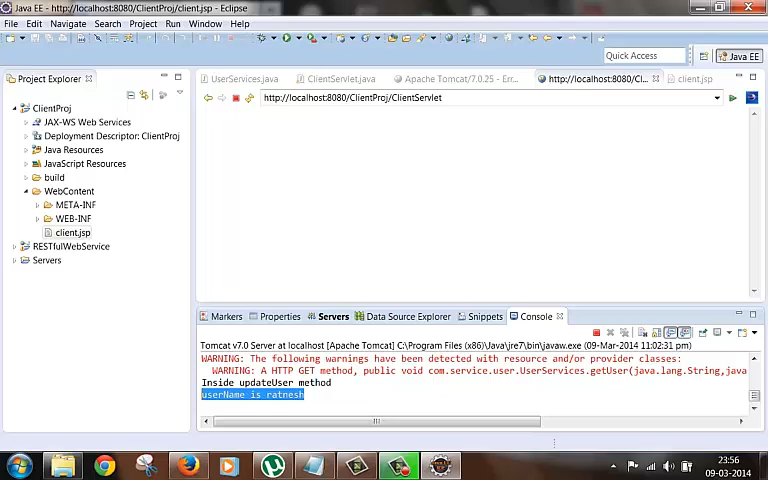 Java EE - http://localhost:8080/ClientProj/client.jsp - Eclipse
File Edit Navigate Search Project Run Window Help
Quick Access
Java EE
Project Explorer
UserServices.java
ClientServlet.java
Apache Tomcat/7.0.25 - Err...
http://localhost:8080/Cl...
client.jsp
http://localhost:8080/ClientProj/ClientServlet
ClientProj
JAX-WS Web Services
Deployment Descriptor: ClientProj
Java Resources
JavaScript Resources
build
WebContent
META-INF
WEB-INF
client.jsp
RESTfulWebService
Servers
Markers
Properties
Servers
Data Source Explorer
Snippets
Console
Tomcat v7.0 Server at localhost [Apache Tomcat] C:\Program Files (x86)\Java\jre7\bin\javaw.exe (09-Mar-2014 11:02:31 pm)
WARNING: The following warnings have been detected with resource and/or provider classes:
WARNING: A HTTP GET method, public void com.service.user.UserServices.getUser(java.lang.String,java
Inside updateUser method
userName is ratnesh
23:56
09-03-2014